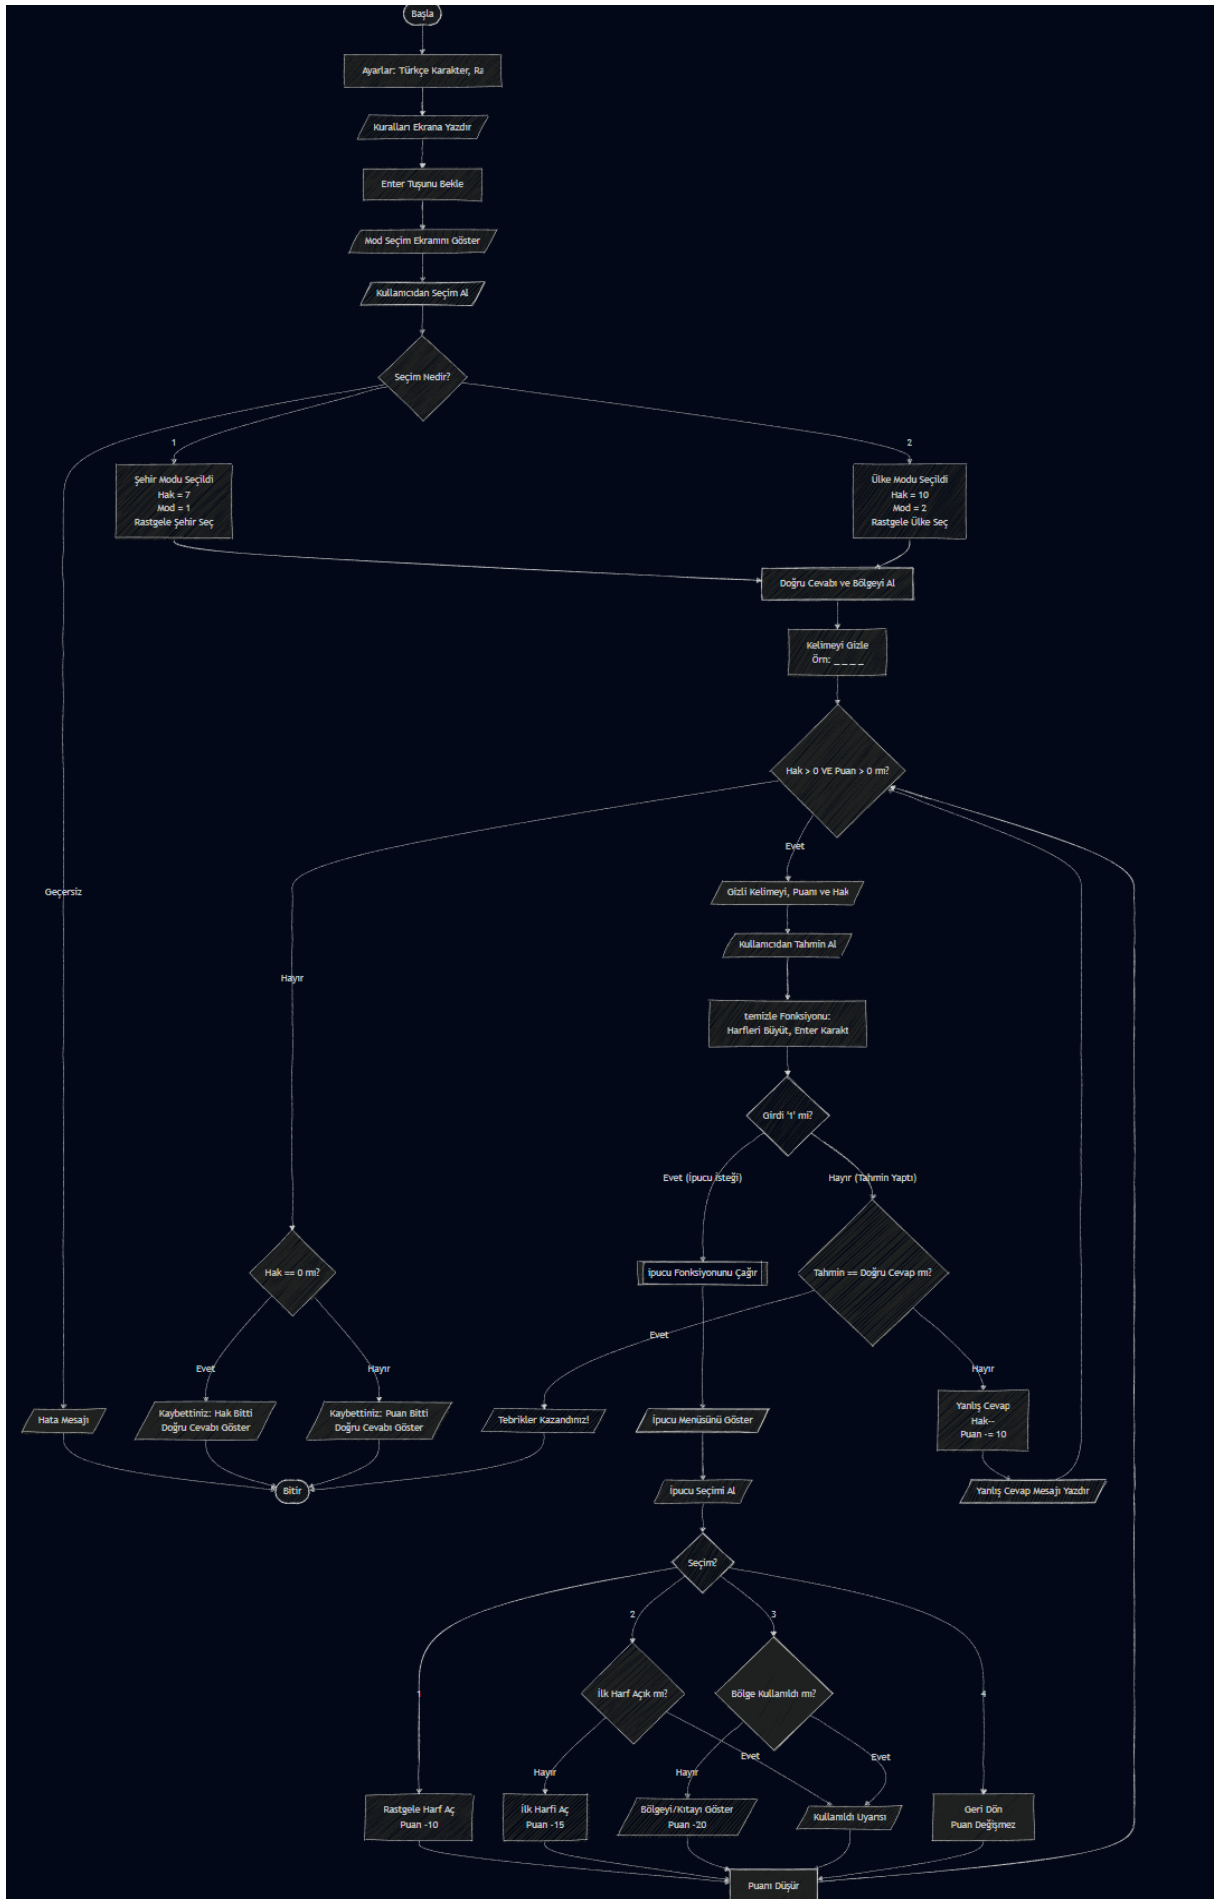 Başla
Ayarlar: Türkçe Karakter, Ra
Kuralları Ekrana Yazdır
Enter Tuşunu Bekle
Mod Seçim Ekranını Göster
Kullanıcıdan Seçim Al
Seçim Nedir?
1
2
Şehir Modu Seçildi
Hak = 7
Mod = 1
Rastgele Şehir Seç
Ülke Modu Seçildi
Hak = 10
Mod = 2
Rastgele Ülke Seç
Doğru Cevabı ve Bölgeyi Al
Kelimeyi Gizle
Örn: _ _ _ _
Hak > 0 VE Puan > 0 mı?
Evet
Geçersiz
Gizli Kelimeyi, Puanı ve Hak
Kullanıcıdan Tahmin Al
Hayır
temizle Fonksiyonu:
Harfleri Büyüt, Enter Karakt
Girdi '1' mi?
Evet (İpucu İsteği)
Hayır (Tahmin Yaptı)
Hak == 0 mı?
ipucu Fonksiyonunu Çağır
Tahmin == Doğru Cevap mı?
Evet
Evet
Hayır
Hayır
Hata Mesajı
Kaybettiniz: Hak Bitti
Doğru Cevabı Göster
Kaybettiniz: Puan Bitti
Doğru Cevabı Göster
Tebrikler Kazandınız!
İpucu Menüsünü Göster
Yanlış Cevap
Hak--
Puan -= 10
Bitir
İpucu Seçimi Al
Yanlış Cevap Mesajı Yazdır
Seçim?
2
3
1
İlk Harf Açık mı?
Bölge Kullanıldı mı?
4
Hayır
Hayır
Evet
Evet
Rastgele Harf Aç
Puan -10
İlk Harfi Aç
Puan -15
Bölgeyi/Kıtayı Göster
Puan -20
Kullanıldı Uyarısı
Geri Dön
Puan Değişmez
Puanı Düşür